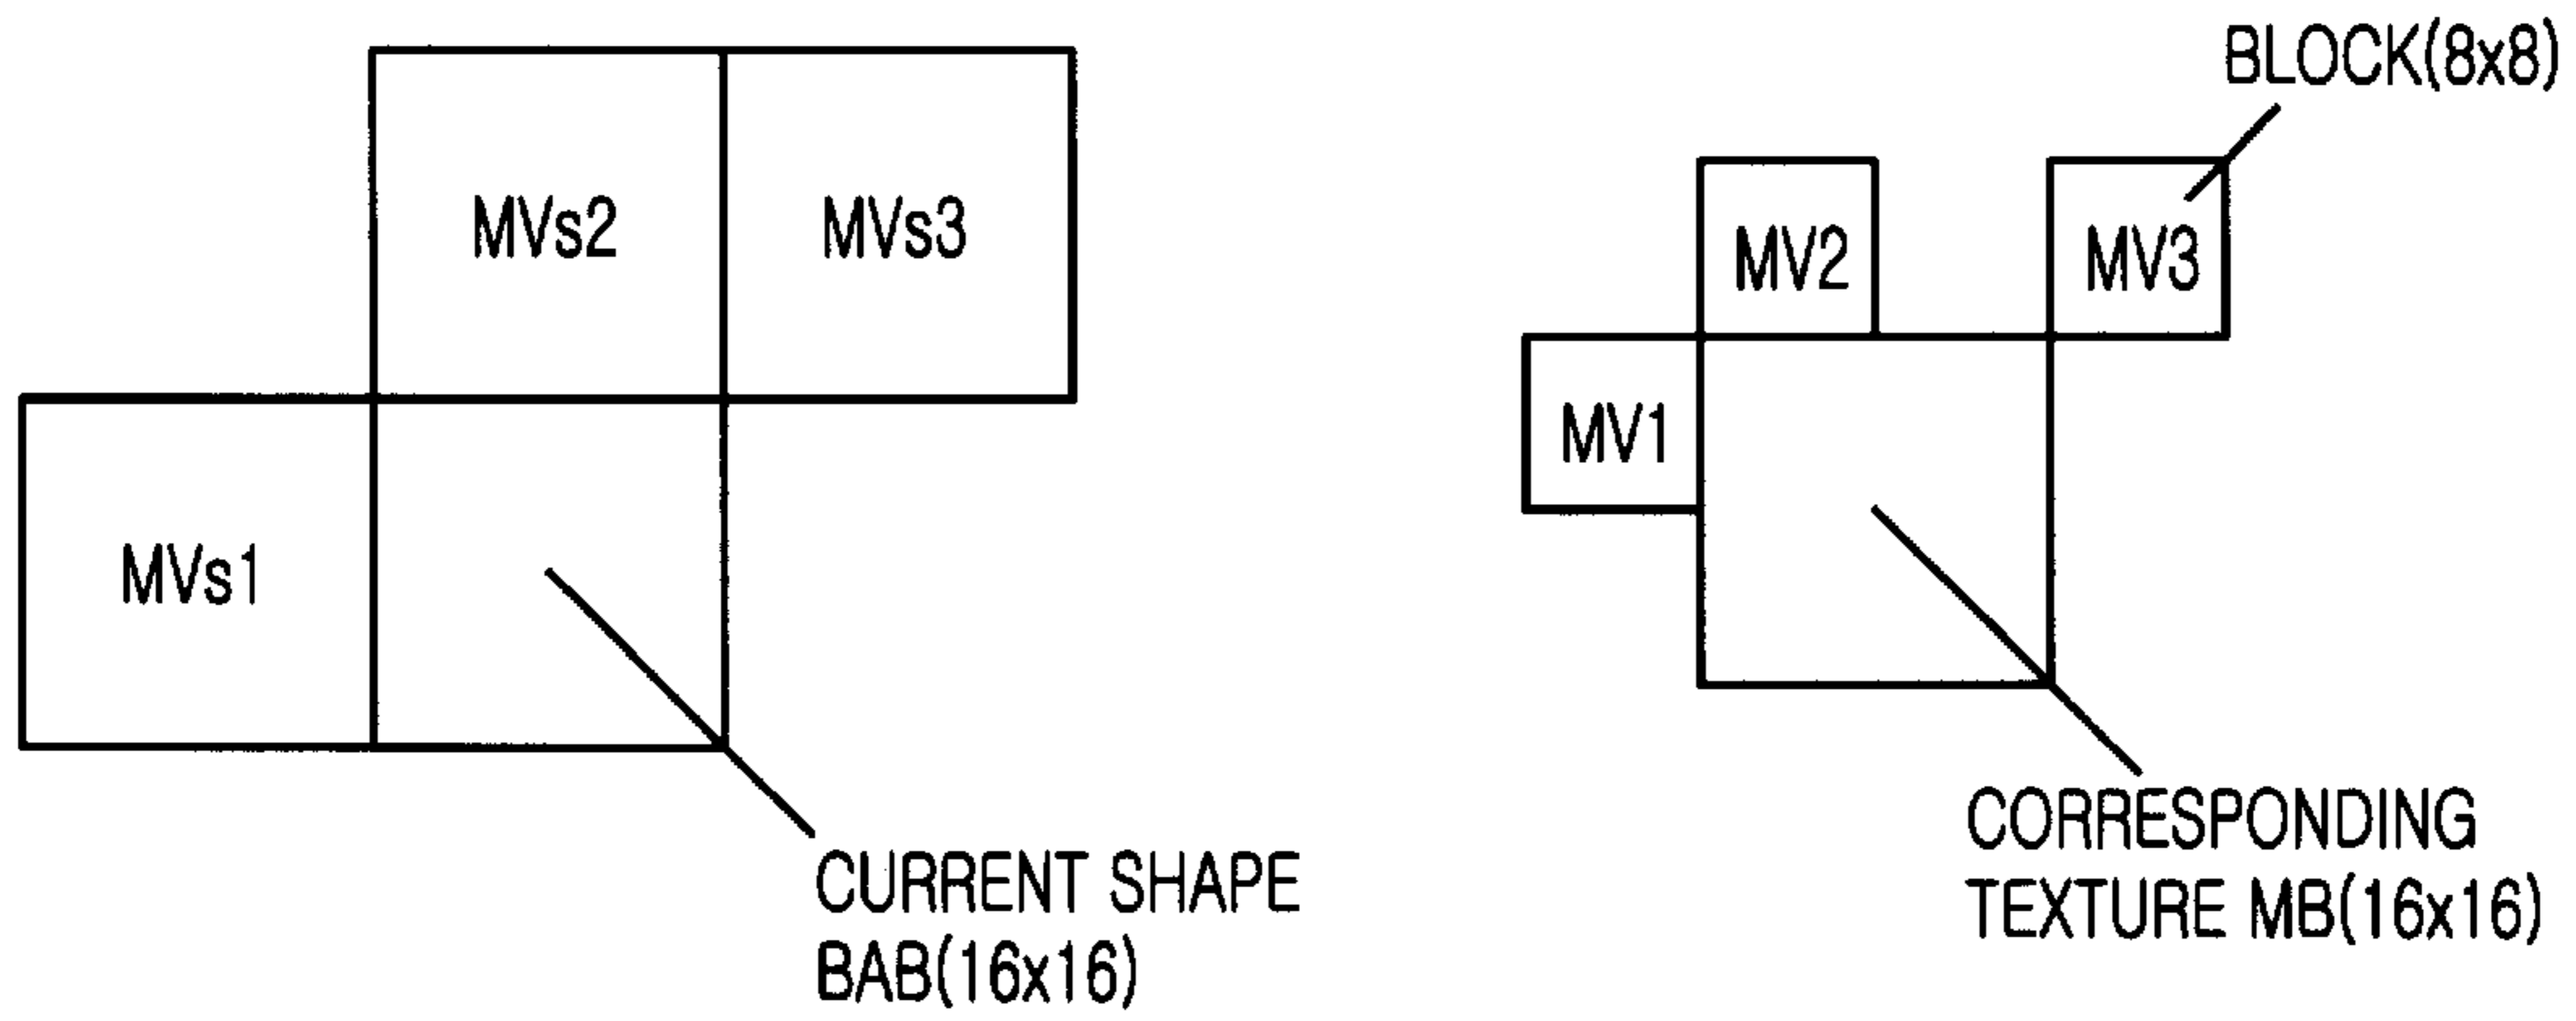 MVs2
MVs3
MVs1
CURRENT SHAPE
BAB(16x16)
BLOCK(8x8)
MV2
MV3
MV1
CORRESPONDING
TEXTURE MB(16x16)